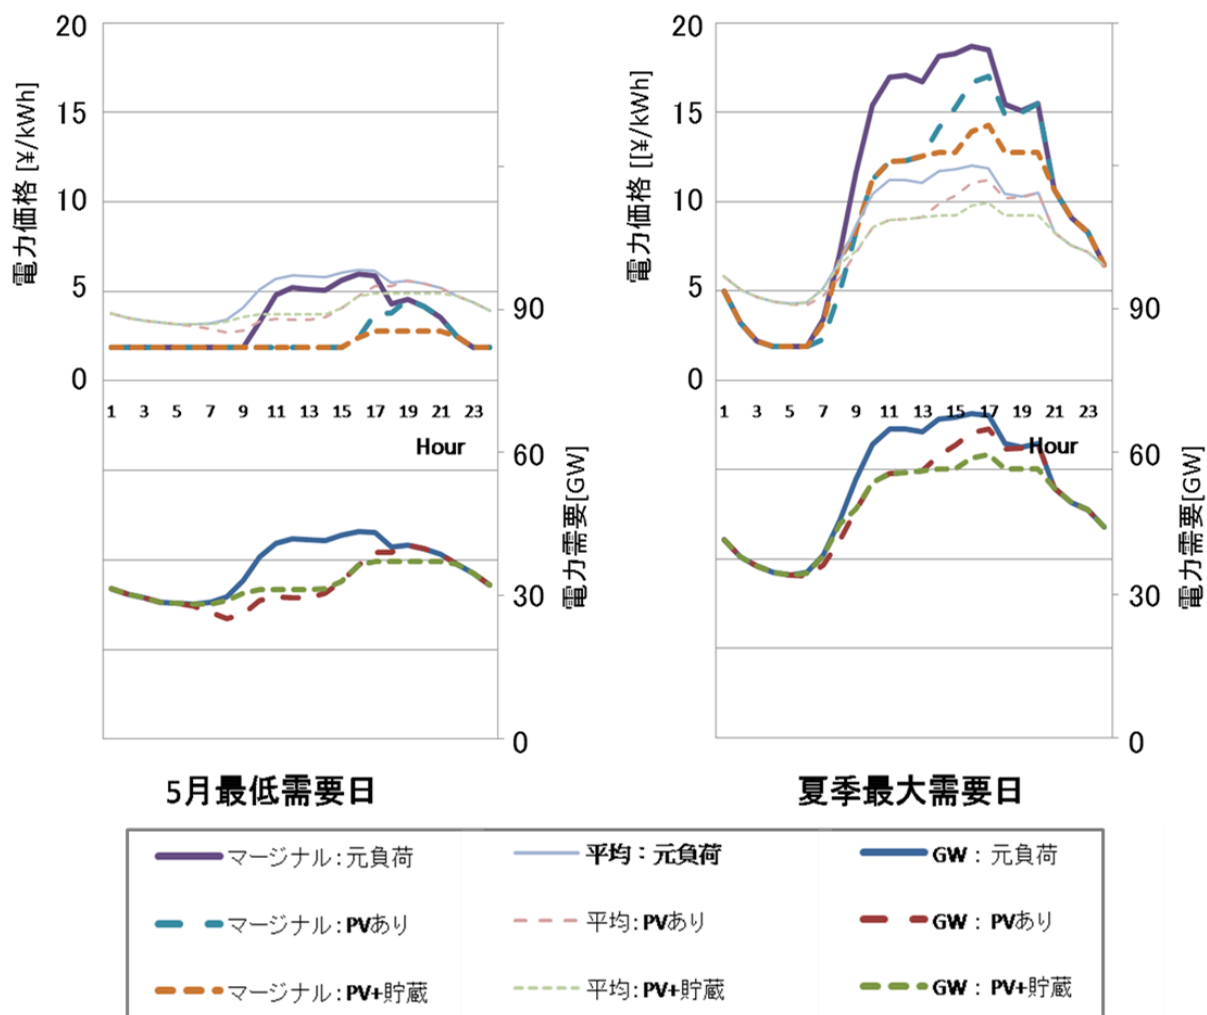 20
15
10
5
0
電力価格 [¥/kWh]
1 3 5 7 9 11 13 15 17 19 21 23
Hour
90
60
30
0
電力需要[GW]
5月最低需要日
20
15
10
5
0
電力価格 [[¥/kWh]
1 3 5 7 9 11 13 15 17 19 21 23
Hour
90
60
30
0
電力需要[GW]
夏季最大需要日
マージナル：元負荷
平均：元負荷
GW：元負荷
マージナル：PVあり
平均：PVあり
GW：PVあり
マージナル：PV+貯蔵
平均：PV+貯蔵
GW：PV+貯蔵